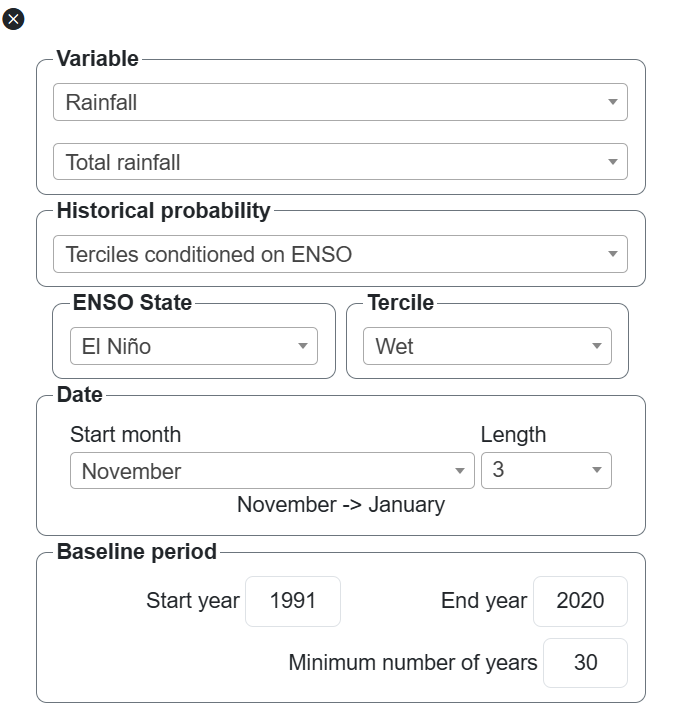 Variable
Rainfall
Total rainfall
Historical probability
Terciles conditioned on ENSO
ENSO State
Tercile
El Niño
Wet
Date
Start month
Length
November
3
November -> January
Baseline period
Start year 1991
End year 2020
Minimum number of years 30